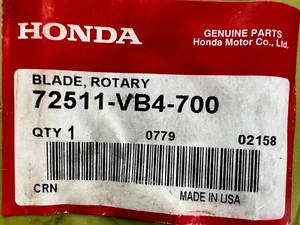 HONDA
GENUINE PARTS
Honda Motor Co., Ltd.
BLADE, ROTARY
72511-VB4-700
QTY 1 0779 02158
CRN MADE IN USA